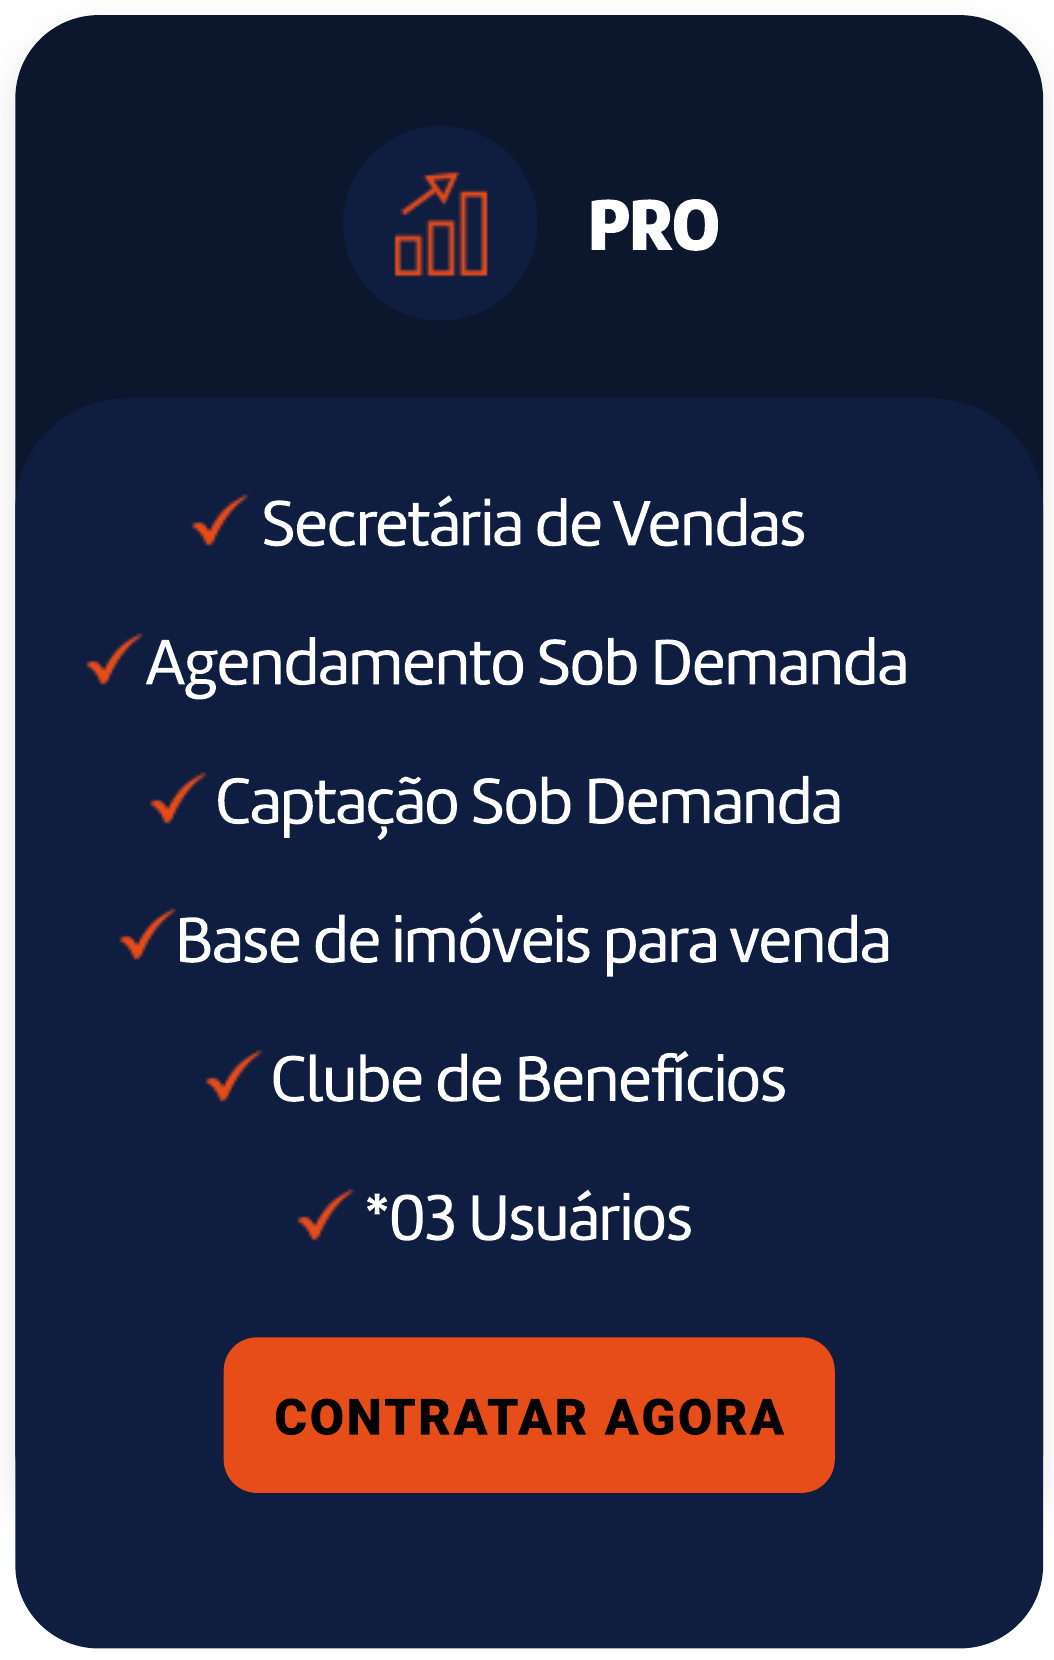 PRO
Secretária de Vendas
Agendamento Sob Demanda
Captação Sob Demanda
Base de imóveis para venda
Clube de Benefícios
*03 Usuários
CONTRATAR AGORA